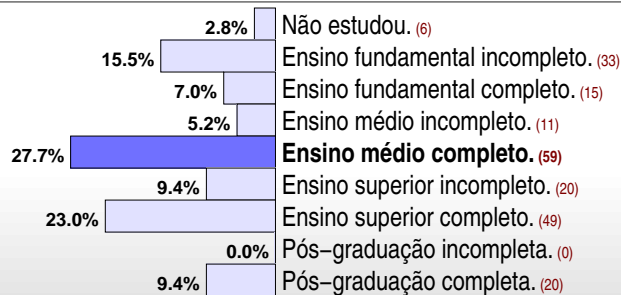 2.8% Não estudou. (6)
15.5% Ensino fundamental incompleto. (33)
7.0% Ensino fundamental completo. (15)
5.2% Ensino médio incompleto. (11)
27.7% Ensino médio completo. (59)
9.4% Ensino superior incompleto. (20)
23.0% Ensino superior completo. (49)
0.0% Pós−graduação incompleta. (0)
9.4% Pós−graduação completa. (20)